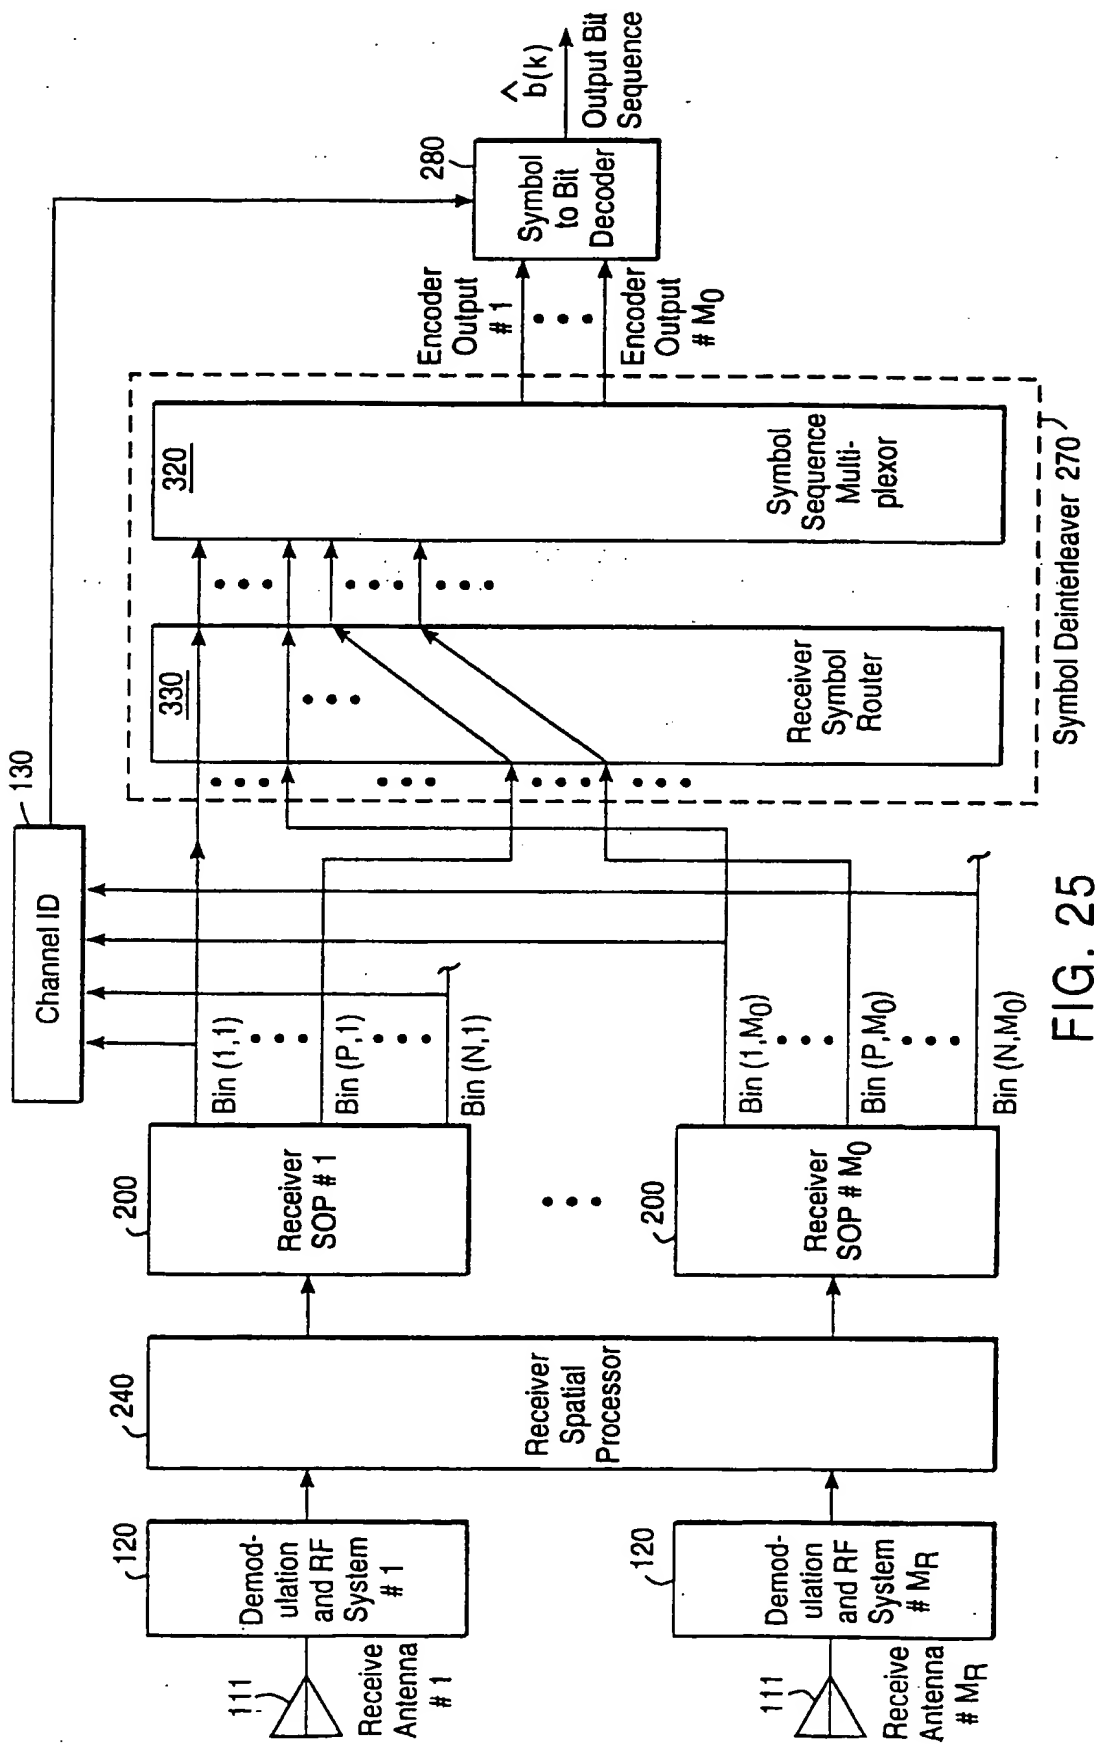 111
Receive
Antenna
# 1
120
Demod-
ulation
and RF
System
# 1
111
Receive
Antenna
# MR
120
Demod-
ulation
and RF
System
# MR
240
Receiver
Spatial
Processor
200
Receiver
SOP # 1
200
Receiver
SOP # M0
Bin (1,1)
Bin (P,1)
Bin (N,1)
Bin (1,M0)
Bin (P,M0)
Bin (N,M0)
130
Channel ID
330
Receiver
Symbol
Router
320
Symbol
Sequence
Multi-
plexor
Symbol Deinterleaver 270
Encoder
Output
# 1
Encoder
Output
# M0
280
Symbol
to Bit
Decoder
^
b(k)
Output Bit
Sequence
FIG. 25